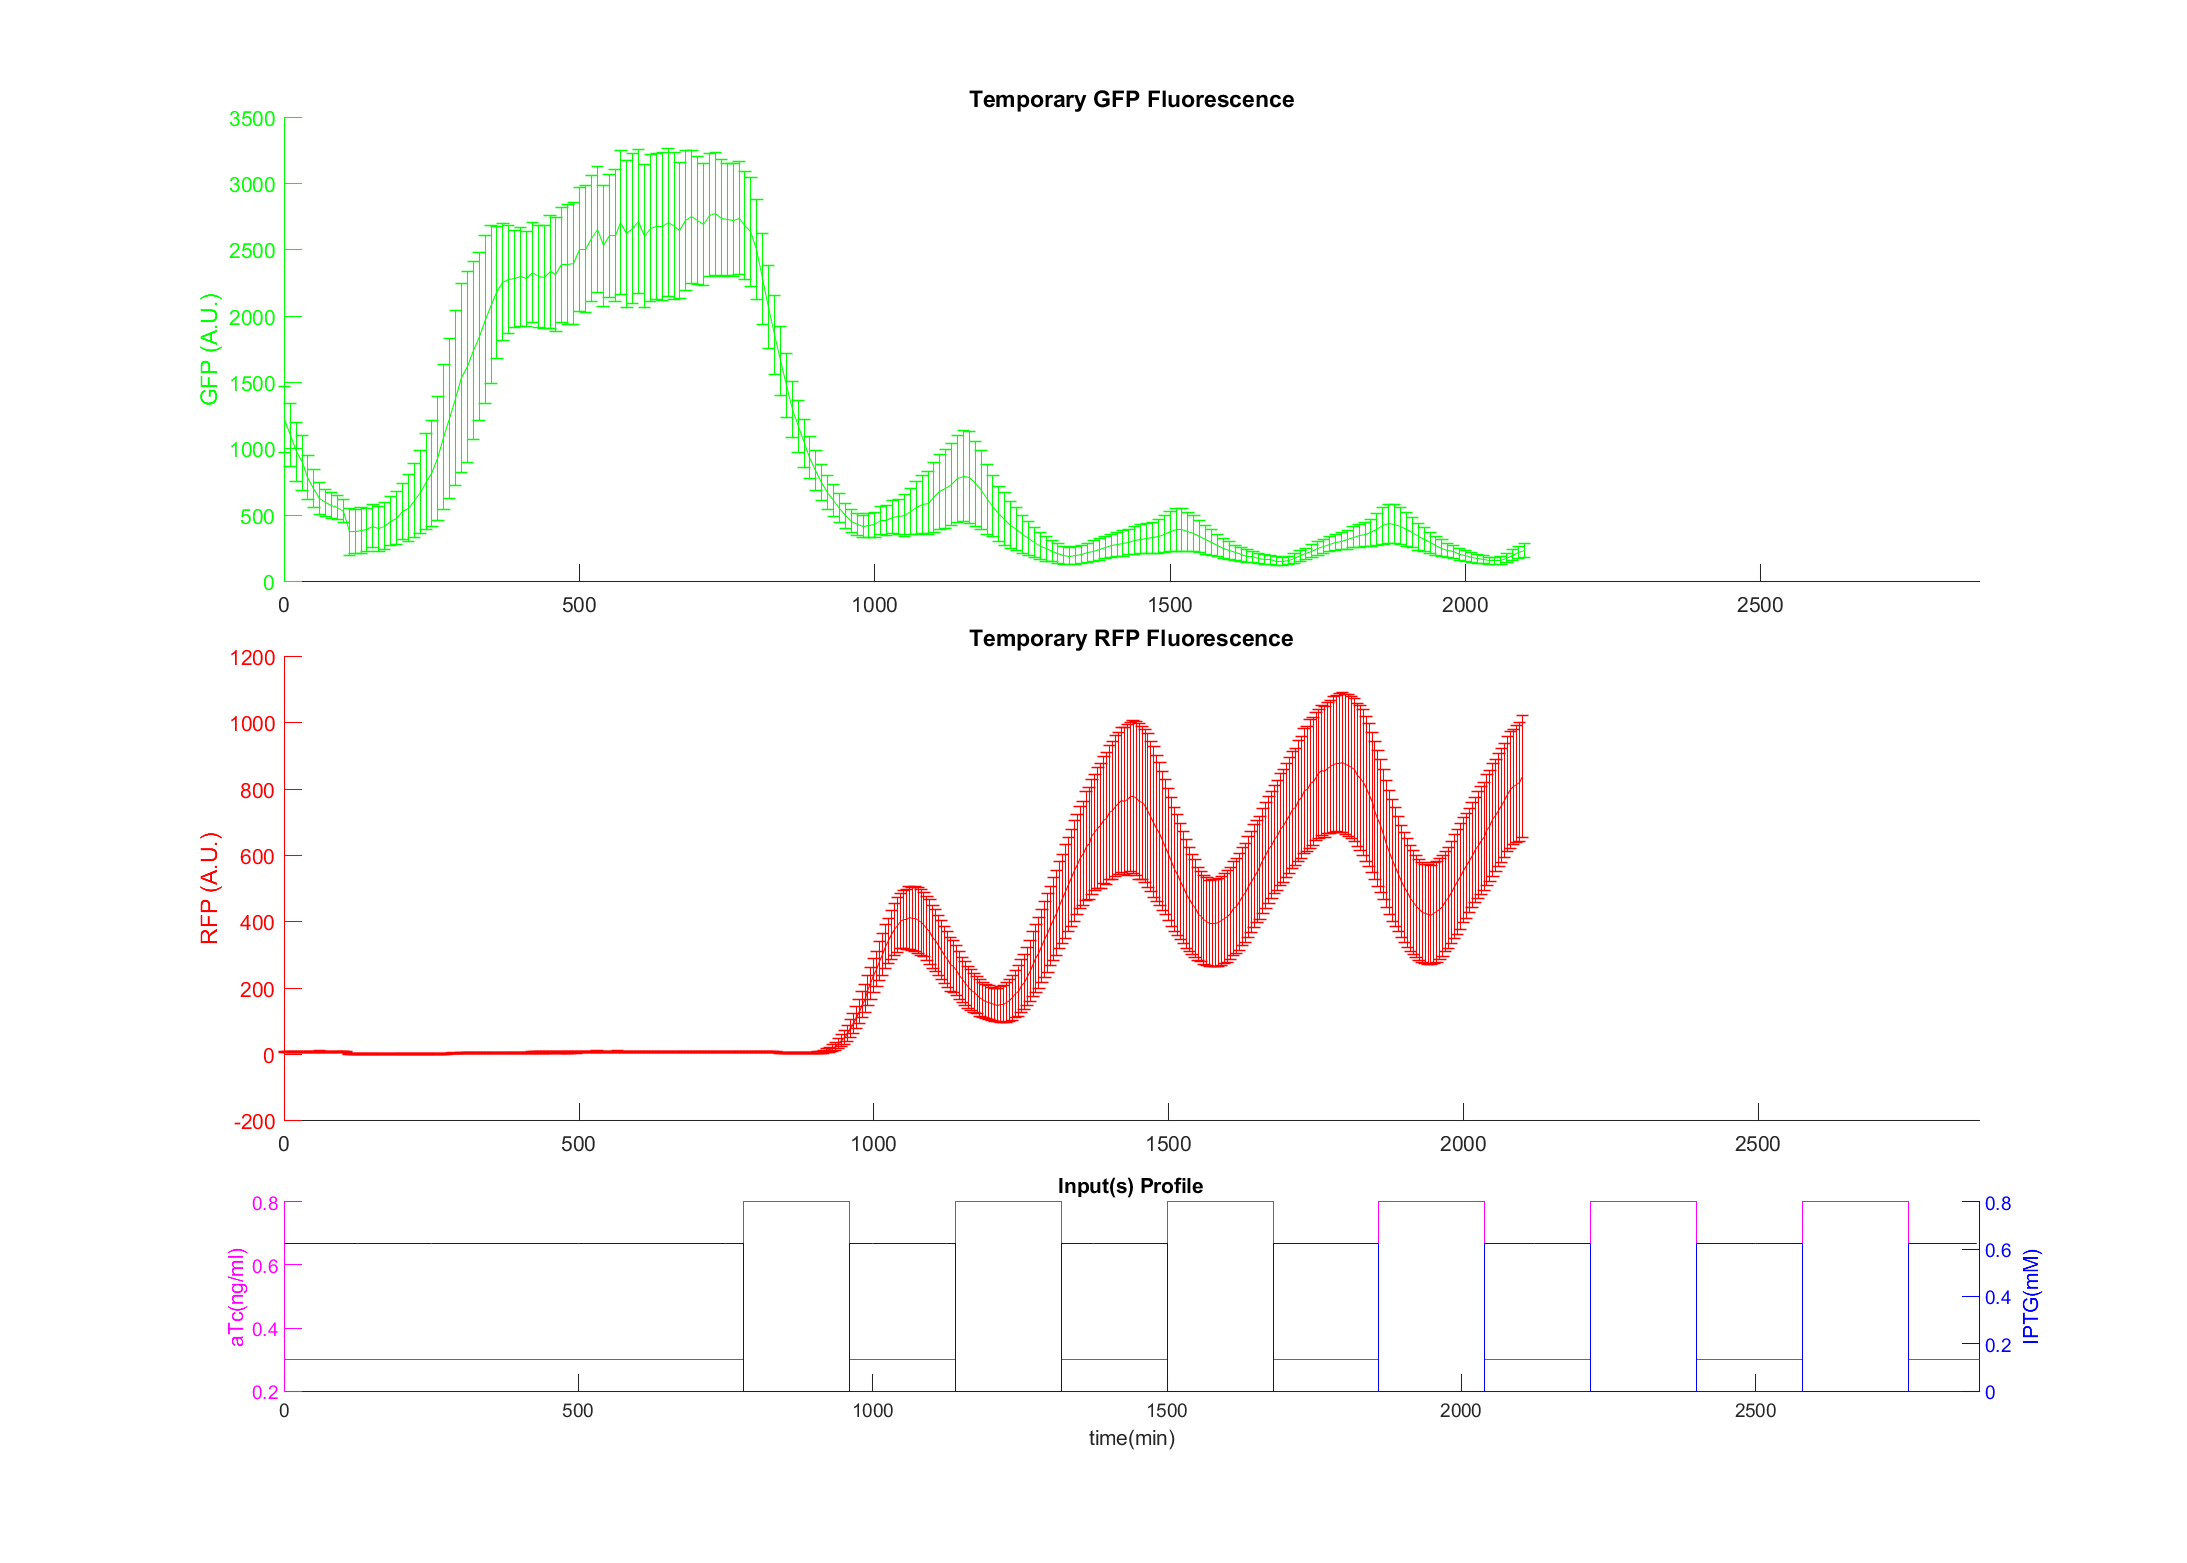 Temporary GFP Fluorescence
3500
3000
2500
2000
1500
1000
500
0
GFP (A.U.)
0 500 1000 1500 2000 2500
Temporary RFP Fluorescence
1200
1000
800
600
400
200
0
-200
RFP (A.U.)
0 500 1000 1500 2000 2500
Input(s) Profile
0.8
0.6
0.4
0.2
aTc(ng/ml)
0.8
0.6
0.4
0.2
0
IPTG(mM)
0 500 1000 1500 2000 2500
time(min)